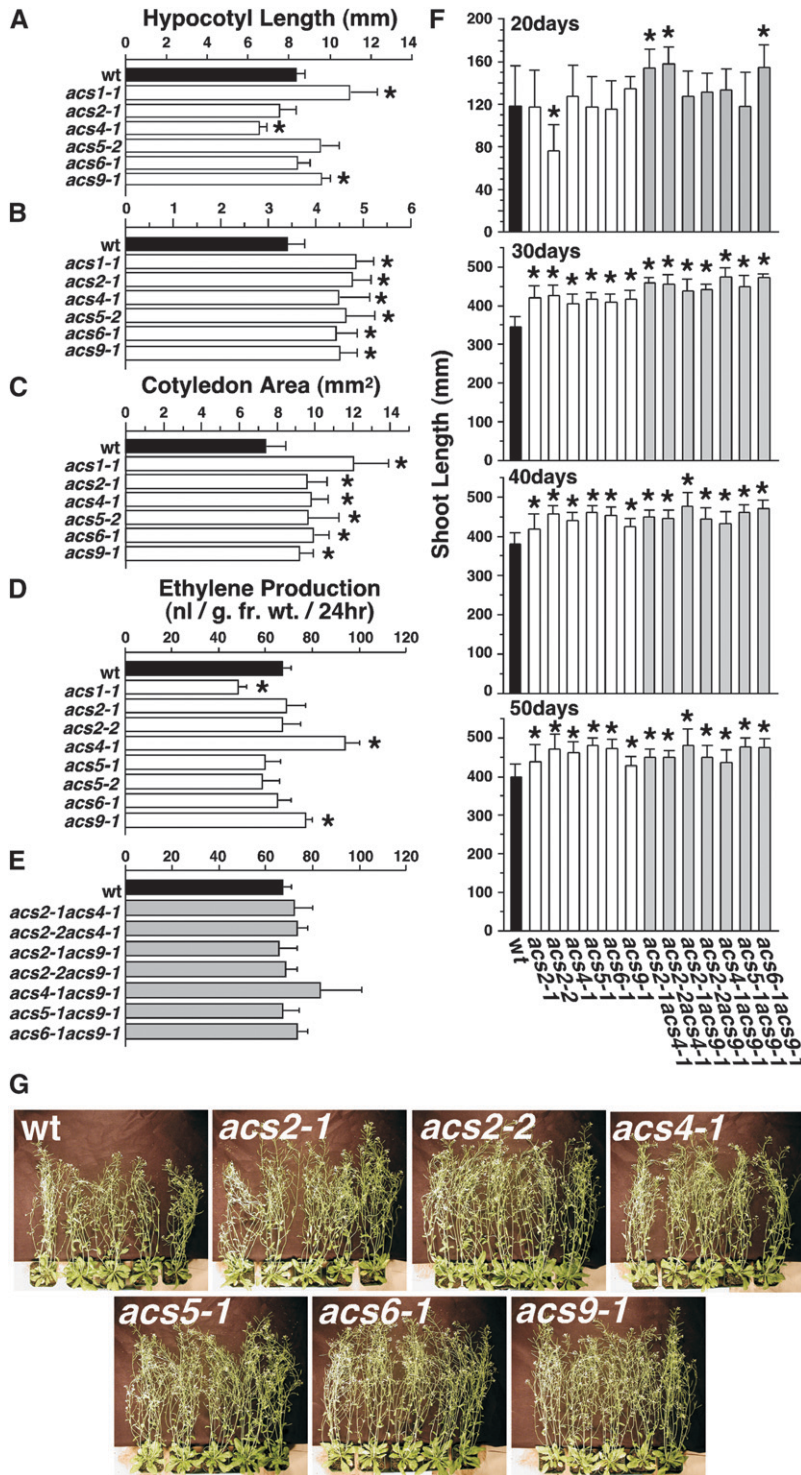 A
Hypocotyl Length (mm)
0 2 4 6 8 10 12 14
wt
acs1-1
acs2-1
acs4-1
acs5-2
acs6-1
acs9-1
* * *
B
0 1 2 3 4 5 6
wt
acs1-1
acs2-1
acs4-1
acs5-2
acs6-1
acs9-1
* * * * * *
C
Cotyledon Area (mm²)
0 2 4 6 8 10 12 14
wt
acs1-1
acs2-1
acs4-1
acs5-2
acs6-1
acs9-1
* * * * * *
D
Ethylene Production
(nl / g. fr. wt. / 24hr)
0 20 40 60 80 100 120
wt
acs1-1
acs2-1
acs2-2
acs4-1
acs5-1
acs5-2
acs6-1
acs9-1
* * *
E
0 20 40 60 80 100 120
wt
acs2-1acs4-1
acs2-2acs4-1
acs2-1acs9-1
acs2-2acs9-1
acs4-1acs9-1
acs5-1acs9-1
acs6-1acs9-1
F
Shoot Length (mm)
20days
200
160
120
80
40
0
* * * *
30days
500
400
300
200
100
0
* * * * * * * * * * * * *
40days
500
400
300
200
100
0
* * * * * * * * * * * * *
50days
500
400
300
200
100
0
* * * * * * * * * * * * *
wt
acs2-1
acs2-2
acs4-1
acs5-1
acs6-1
acs9-1
acs2-1acs4-1
acs2-2acs4-1
acs2-1acs9-1
acs2-2acs9-1
acs4-1acs9-1
acs5-1acs9-1
acs6-1acs9-1
G
wt
acs2-1
acs2-2
acs4-1
acs5-1
acs6-1
acs9-1